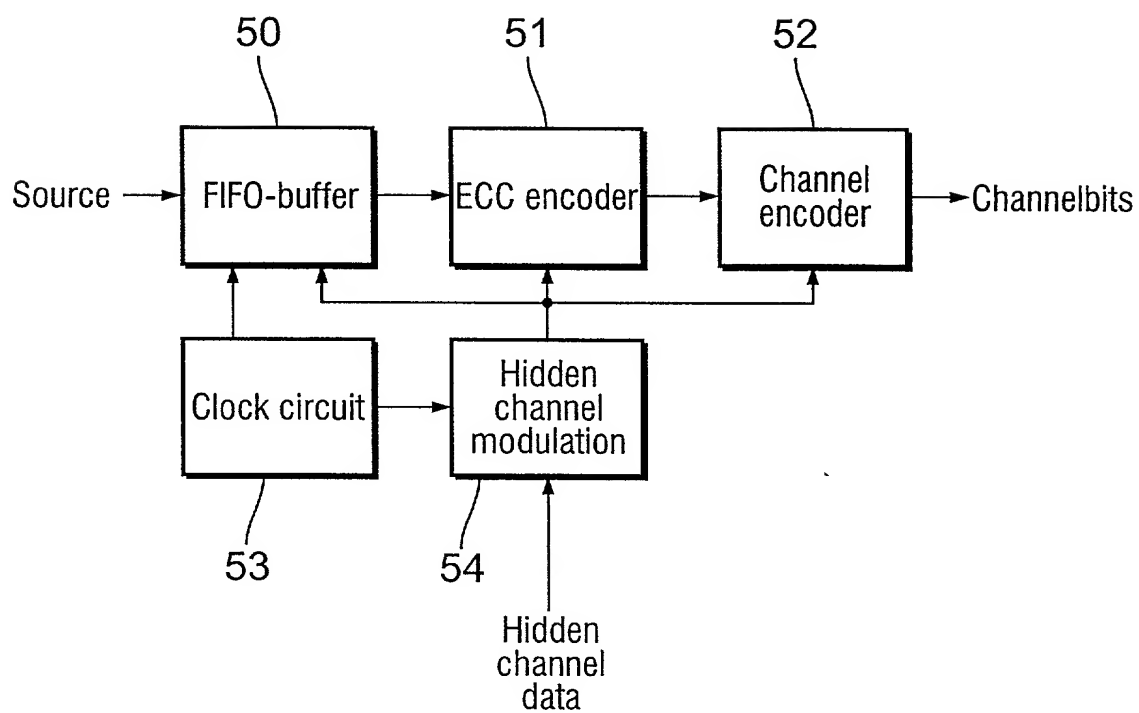 50
51
52
Source
FIFO-buffer
ECC encoder
Channel
encoder
Channelbits
Clock circuit
Hidden
channel
modulation
53
54
Hidden
channel
data